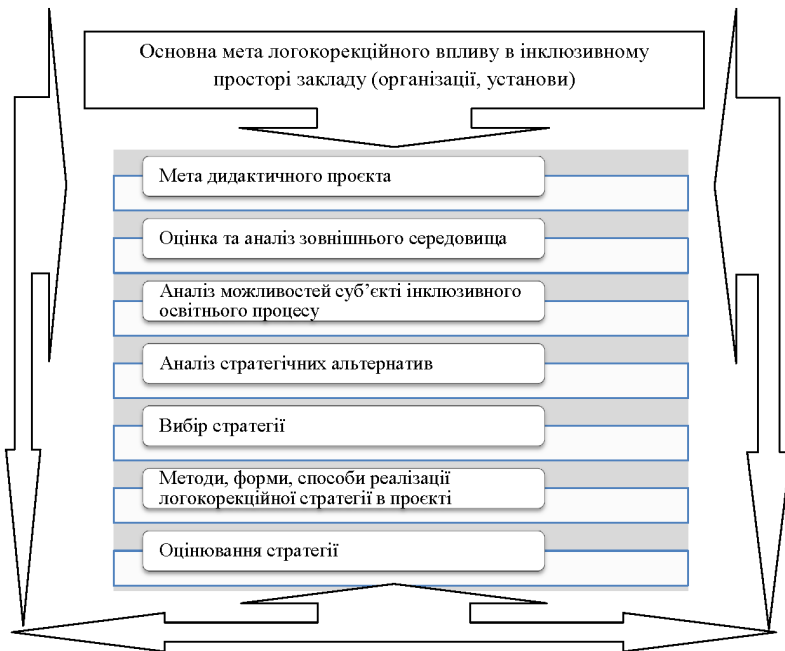 Основна мета логокорекційного впливу в інклюзивному
просторі закладу (організації, установи)
Мета дидактичного проєкта
Оцінка та аналіз зовнішнього середовища
Аналіз можливостей суб’єкті інклюзивного
освітнього процесу
Аналіз стратегічних альтернатив
Вибір стратегії
Методи, форми, способи реалізації
логокорекційної стратегії в проєкті
Оцінювання стратегії